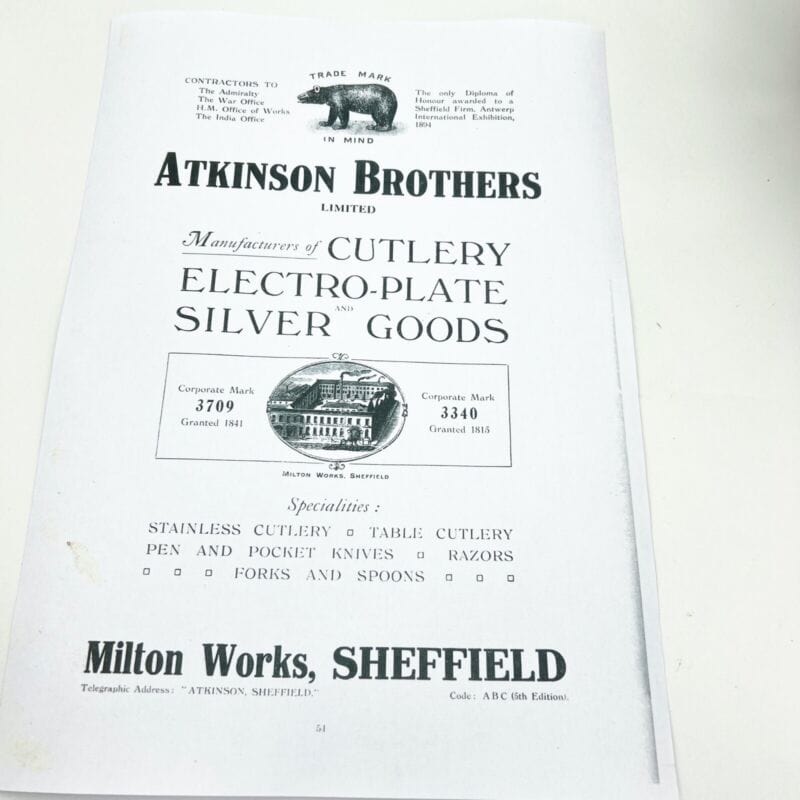 TRADE MARK
CONTRACTORS TO
The Admiralty
The War Office
H.M. Office of Works
The India Office
The only Diploma of
Honour awarded to a
Sheffield Firm. Antwerp
International Exhibition,
1894
IN MIND
ATKINSON BROTHERS
LIMITED
Manufacturers of CUTLERY
ELECTRO-PLATE
AND
SILVER GOODS
Corporate Mark
3709
Granted 1841
Corporate Mark
3340
Granted 1815
MILTON WORKS, SHEFFIELD
Specialities:
STAINLESS CUTLERY □ TABLE CUTLERY
PEN AND POCKET KNIVES □ RAZORS
□ □ □ FORKS AND SPOONS □ □ □
Milton Works, SHEFFIELD
Telegraphic Address: "ATKINSON, SHEFFIELD."
Code: A B C (5th Edition).
51